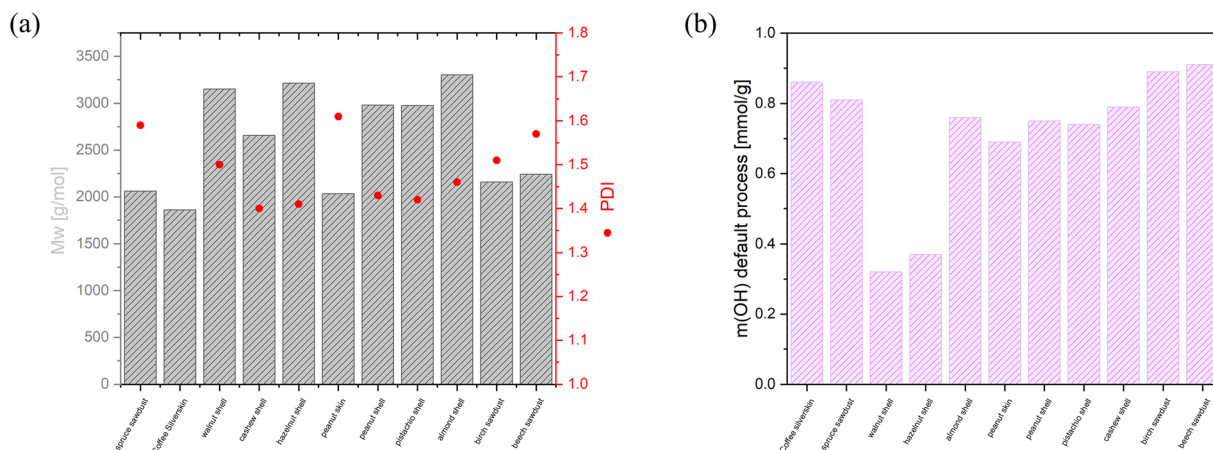 (a)
Mw [g/mol]
3500
3000
2500
2000
1500
1000
500
0
1.8
1.7
1.6
1.5
1.4
1.3
1.2
1.1
1.0
PDI
spruce sawdust
Coffee Silverskin
walnut shell
cashew shell
hazelnut shell
peanut skin
peanut shell
pistachio shell
almond shell
birch sawdust
beech sawdust
(b)
m(OH) default process [mmol/g]
1.0
0.8
0.6
0.4
0.2
0.0
Coffee silverskin
spruce sawdust
walnut shell
hazelnut shell
almond shell
peanut skin
peanut shell
pistachio shell
cashew shell
birch sawdust
beech sawdust